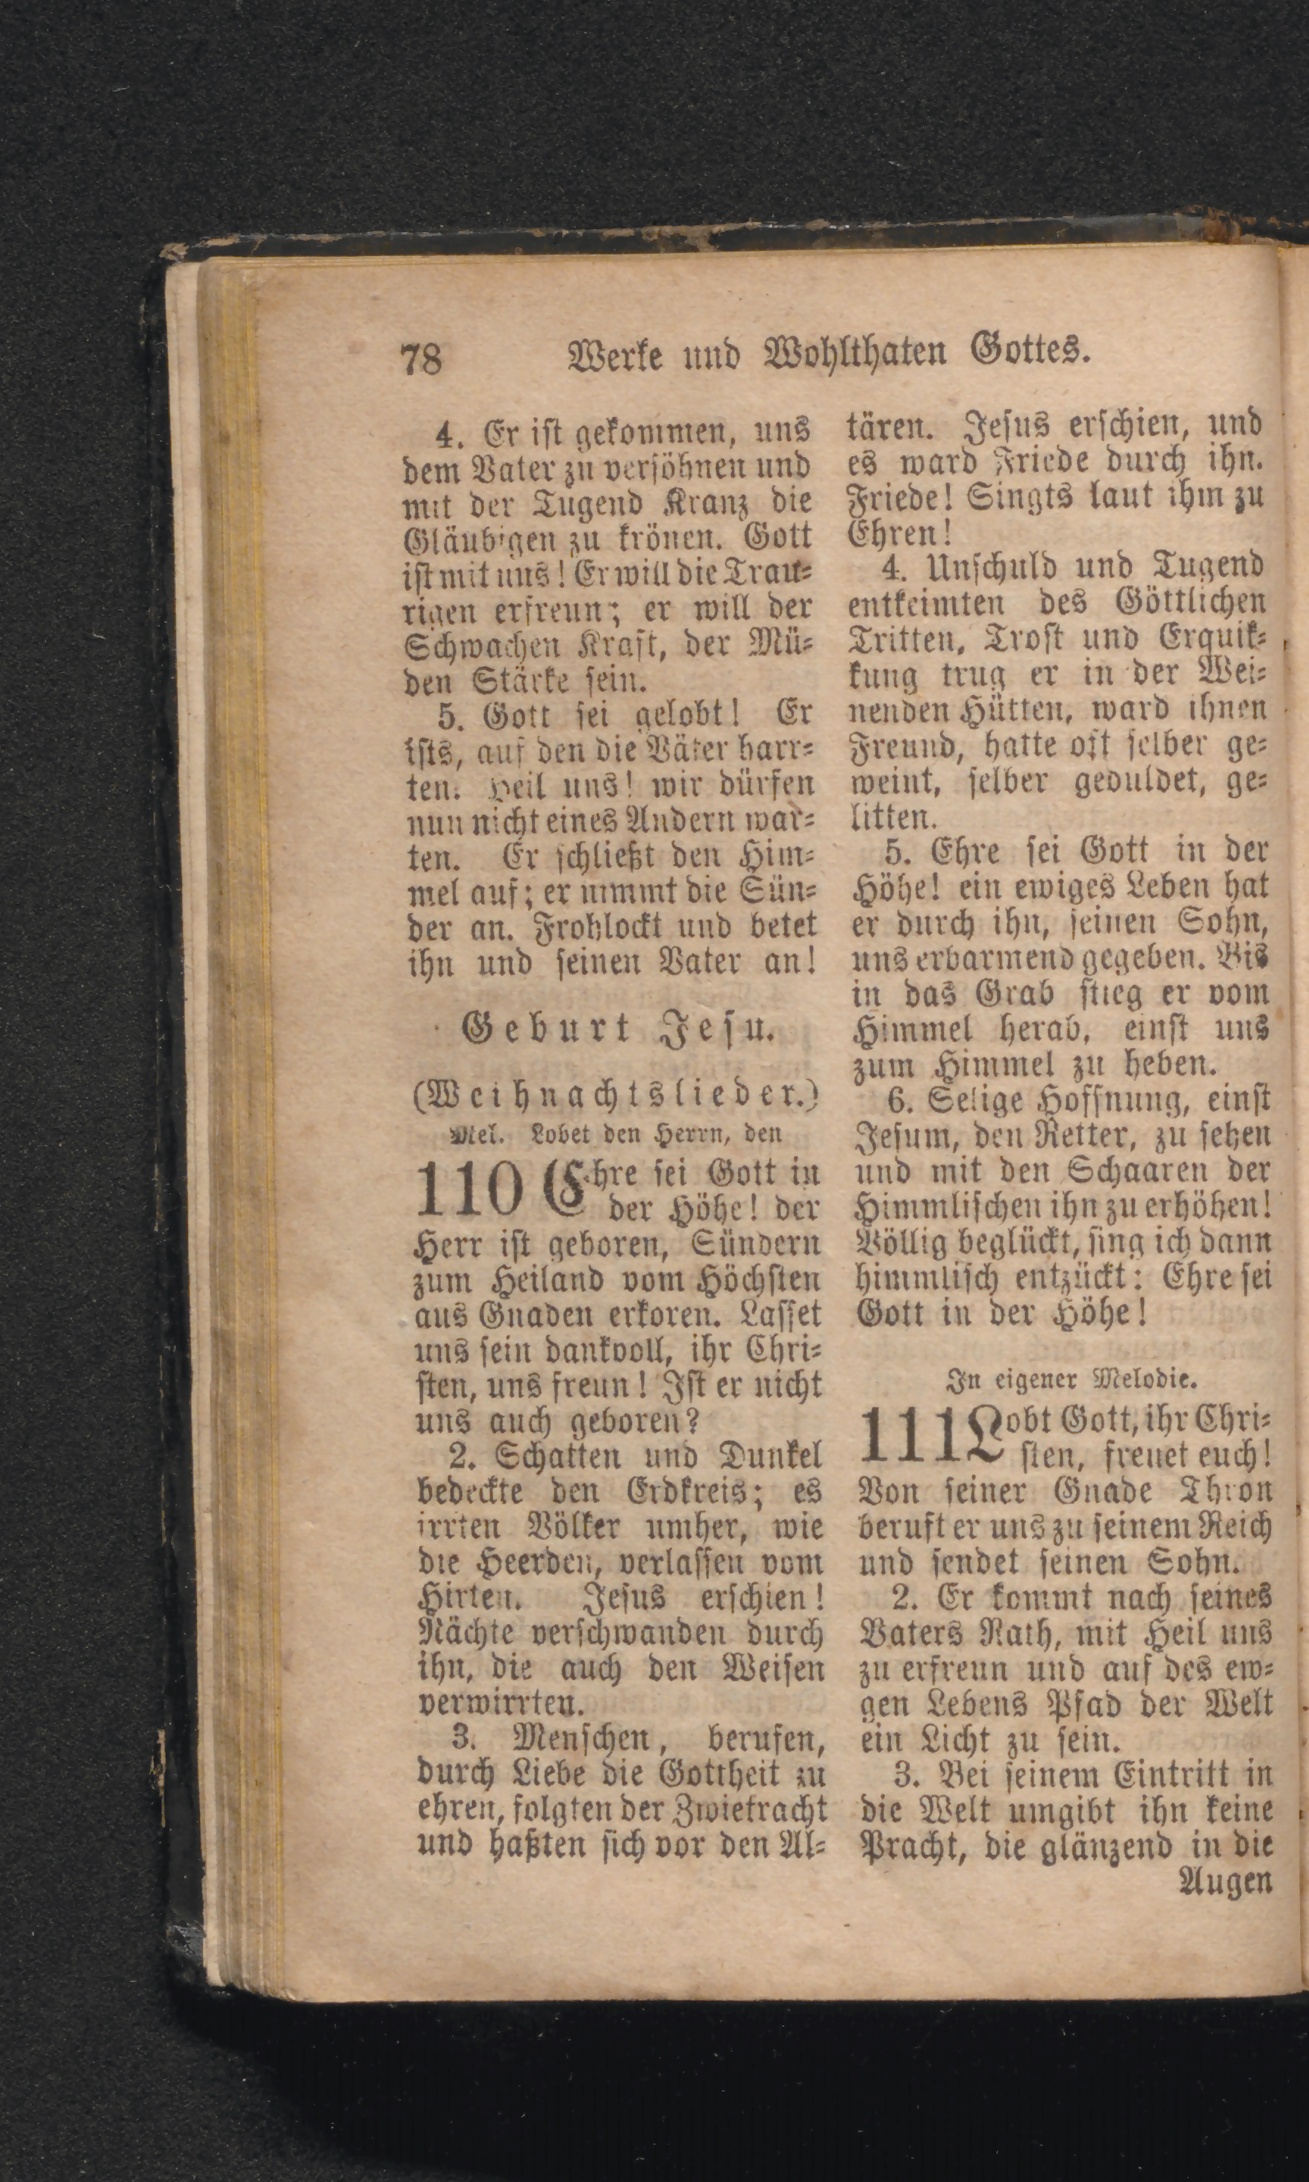 78 Werke und Wohlthaten Gottes.
4. Er ist gekommen, uns
dem Vater zu versöhnen und
mit der Tugend Kranz die
Gläubigen zu krönen. Gott
ist mit uns! Er will die Trau-
rigen erfreun; er will der
Schwachen Kraft, der Mü-
den Stärke sein.
5. Gott sei gelobt! Er
ists, auf den die Väter harr-
ten. Heil uns! wir dürfen
nun nicht eines Andern war-
ten. Er schließt den Him-
mel auf; er nimmt die Sün-
der an. Frohlockt und betet
ihn und seinen Vater an!
Geburt Jesu.
(Weihnachtslieder.)
Mel. Lobet den Herrn, den
110 Ehre sei Gott in
der Höhe! der
Herr ist geboren, Sündern
zum Heiland vom Höchsten
aus Gnaden erkoren. Lasset
uns sein dankvoll, ihr Chri-
sten, uns freun! Ist er nicht
uns auch geboren?
2. Schatten und Dunkel
bedeckte den Erdkreis; es
irrten Völker umher, wie
die Heerden, verlassen vom
Hirten. Jesus erschien!
Nächte verschwanden durch
ihn, die auch den Weisen
verwirrten.
3. Menschen, berufen,
durch Liebe die Gottheit zu
ehren, folgten der Zwietracht
und haßten sich vor den Al-
tären. Jesus erschien, und
es ward Friede durch ihn.
Friede! Singts laut ihm zu
Ehren!
4. Unschuld und Tugend
entkeimten des Göttlichen
Tritten, Trost und Erquik-
kung trug er in der Wei-
nenden Hütten, ward ihnen
Freund, hatte oft selber ge-
weint, selber geduldet, ge-
litten.
5. Ehre sei Gott in der
Höhe! ein ewiges Leben hat
er durch ihn, seinen Sohn,
uns erbarmend gegeben. Bis
in das Grab stieg er vom
Himmel herab, einst uns
zum Himmel zu heben.
6. Selige Hoffnung, einst
Jesum, den Retter, zu sehen
und mit den Schaaren der
Himmlischen ihn zu erhöhen!
Völlig beglückt, sing ich dann
himmlisch entzückt: Ehre sei
Gott in der Höhe!
In eigener Melodie.
111 Lobt Gott, ihr Chri-
sten, freuet euch!
Von seiner Gnade Thron
beruft er uns zu seinem Reich
und sendet seinen Sohn.
2. Er kommt nach seines
Vaters Rath, mit Heil uns
zu erfreun und auf des ew-
gen Lebens Pfad der Welt
ein Licht zu sein.
3. Bei seinem Eintritt in
die Welt umgibt ihn keine
Pracht, die glänzend in die
Augen